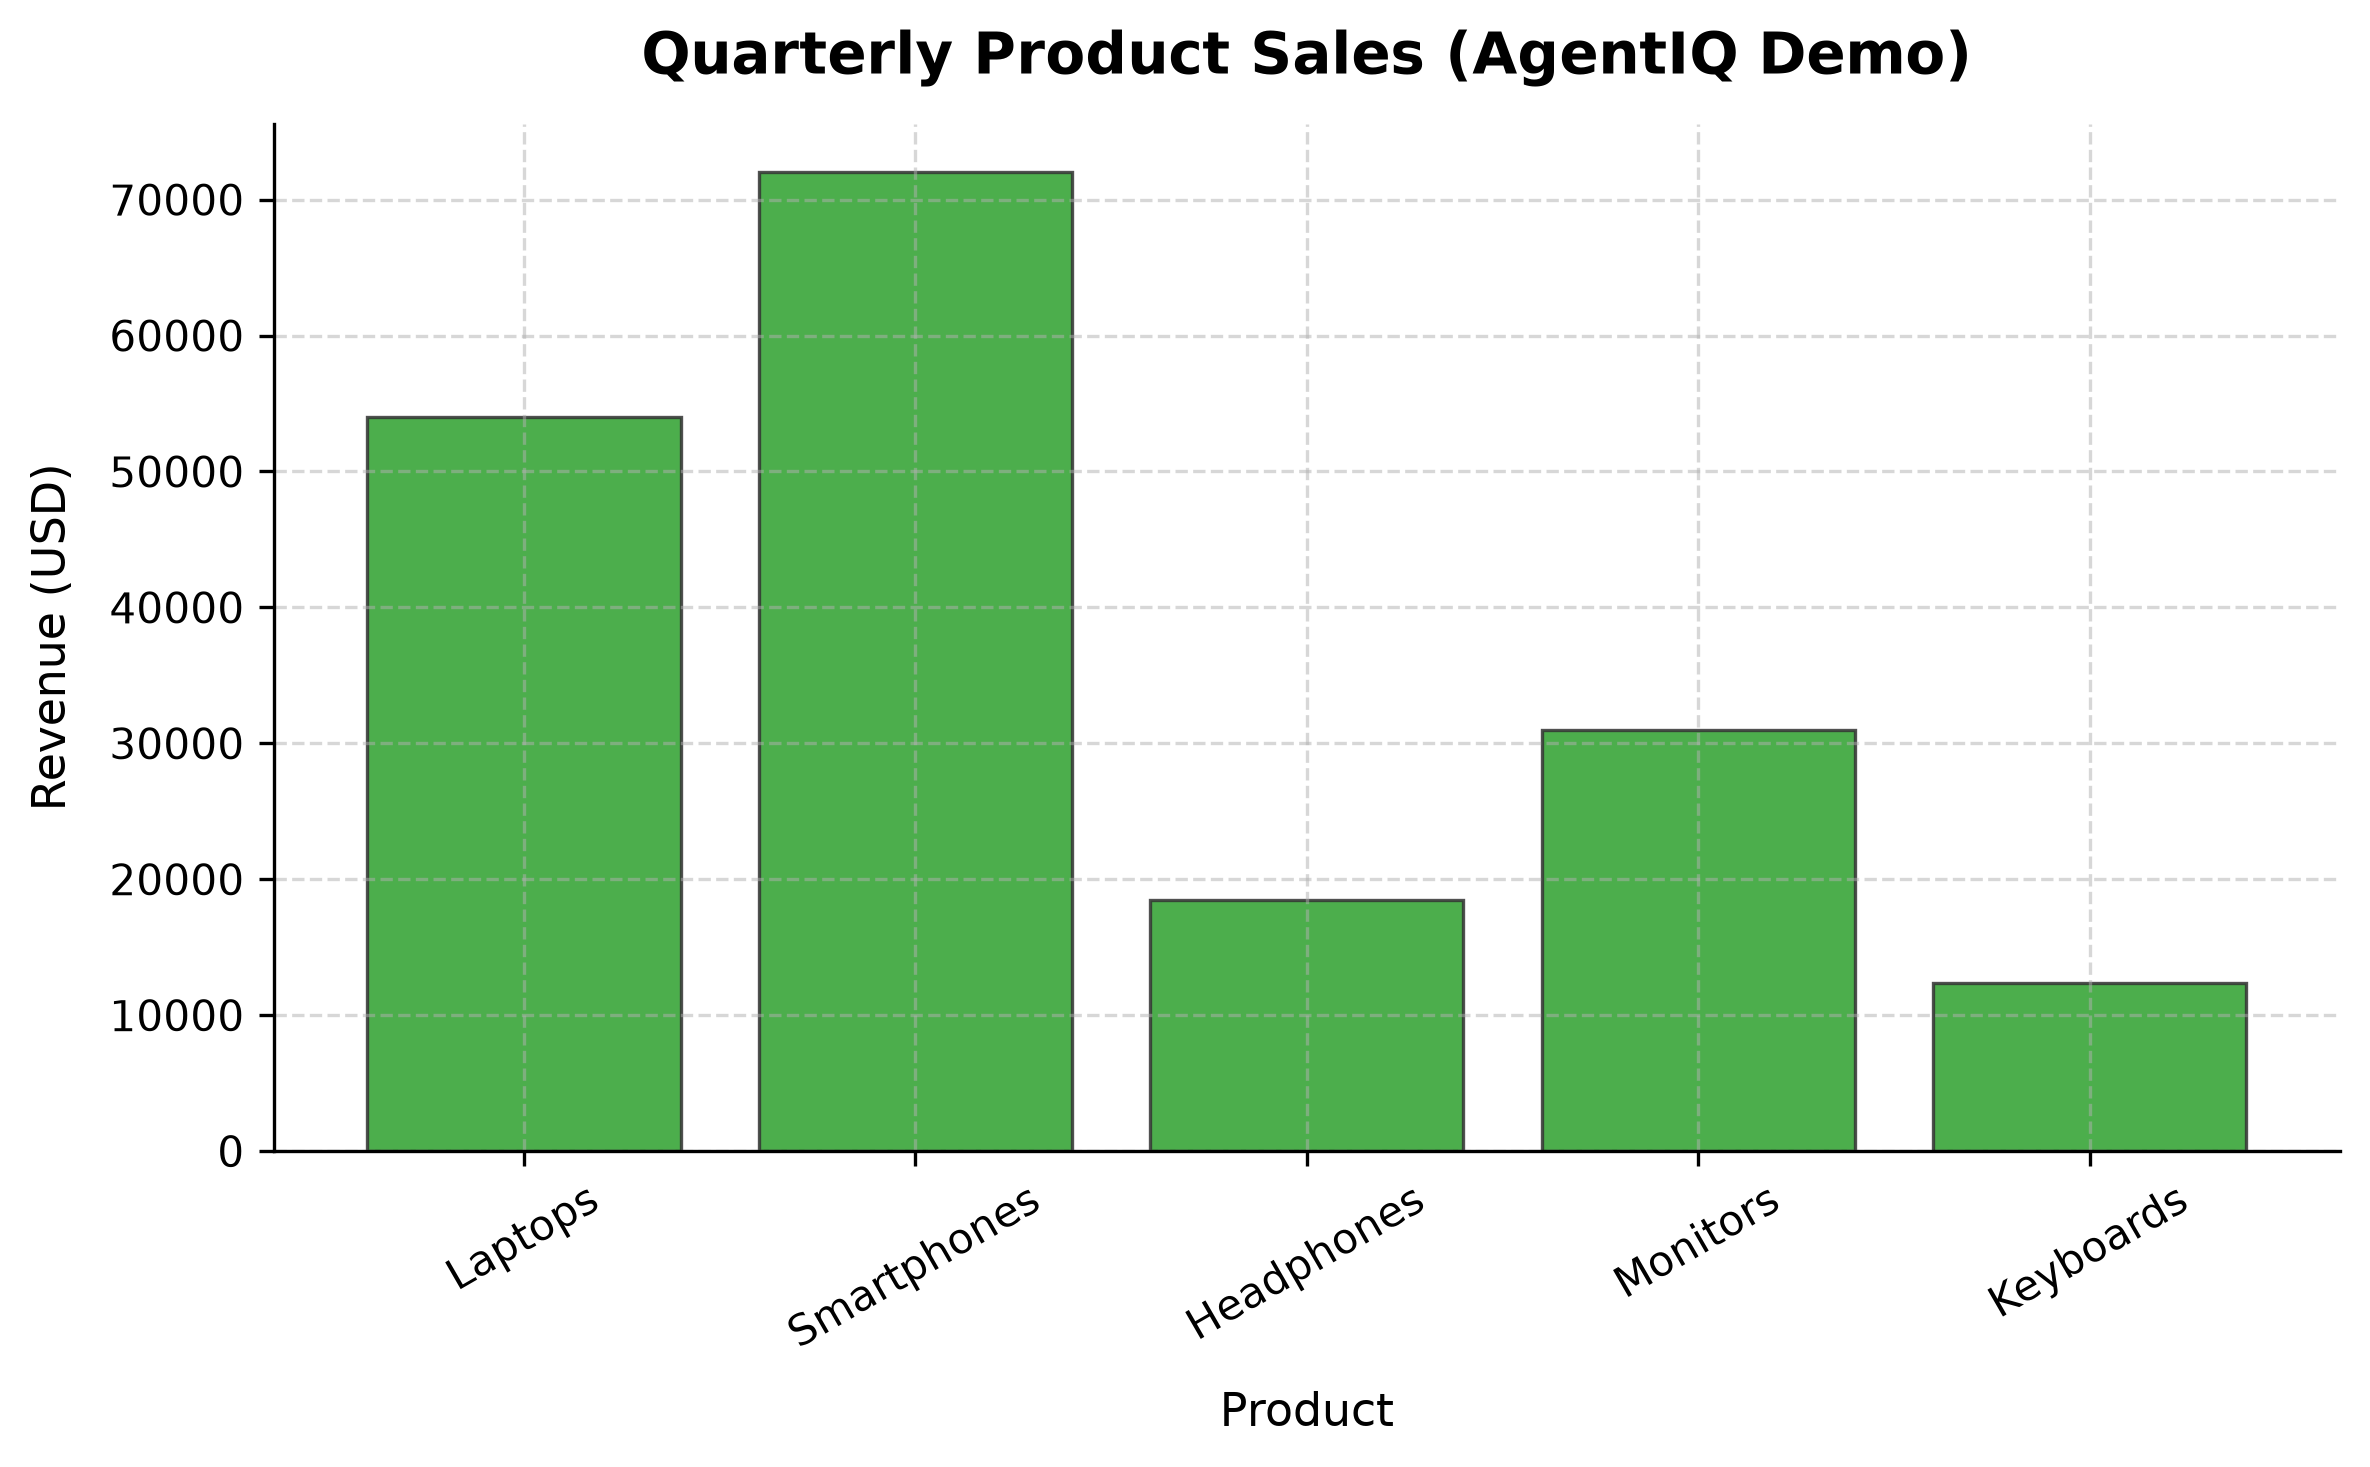 Quarterly Product Sales (AgentIQ Demo)
Revenue (USD)
70000
60000
50000
40000
30000
20000
10000
0
Laptops
Smartphones
Headphones
Monitors
Keyboards
Product